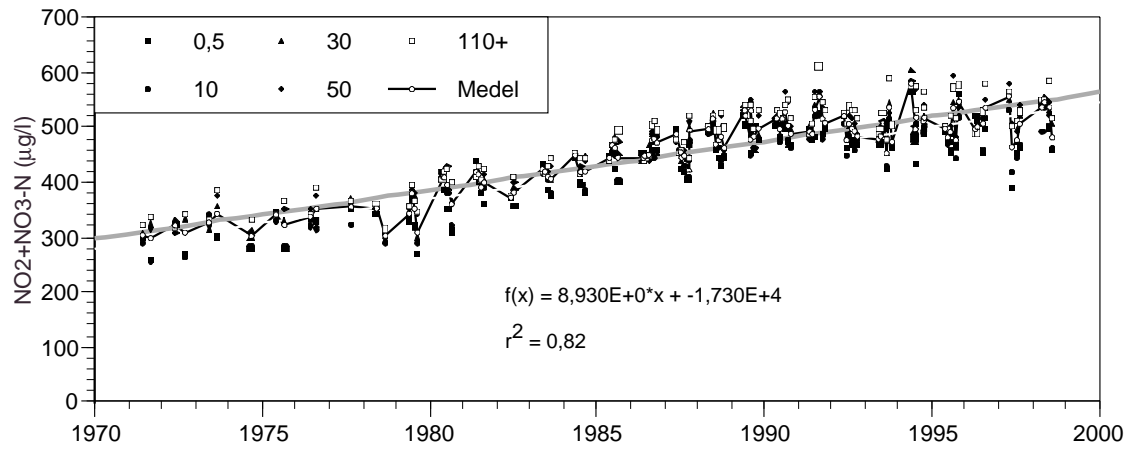 700
600
500
400
300
200
100
0
NO2+NO3-N (µg/l)
0,5 30 110+
10 50 Medel
f(x) = 8,930E+0*x + -1,730E+4
r2 = 0,82
1970 1975 1980 1985 1990 1995 2000